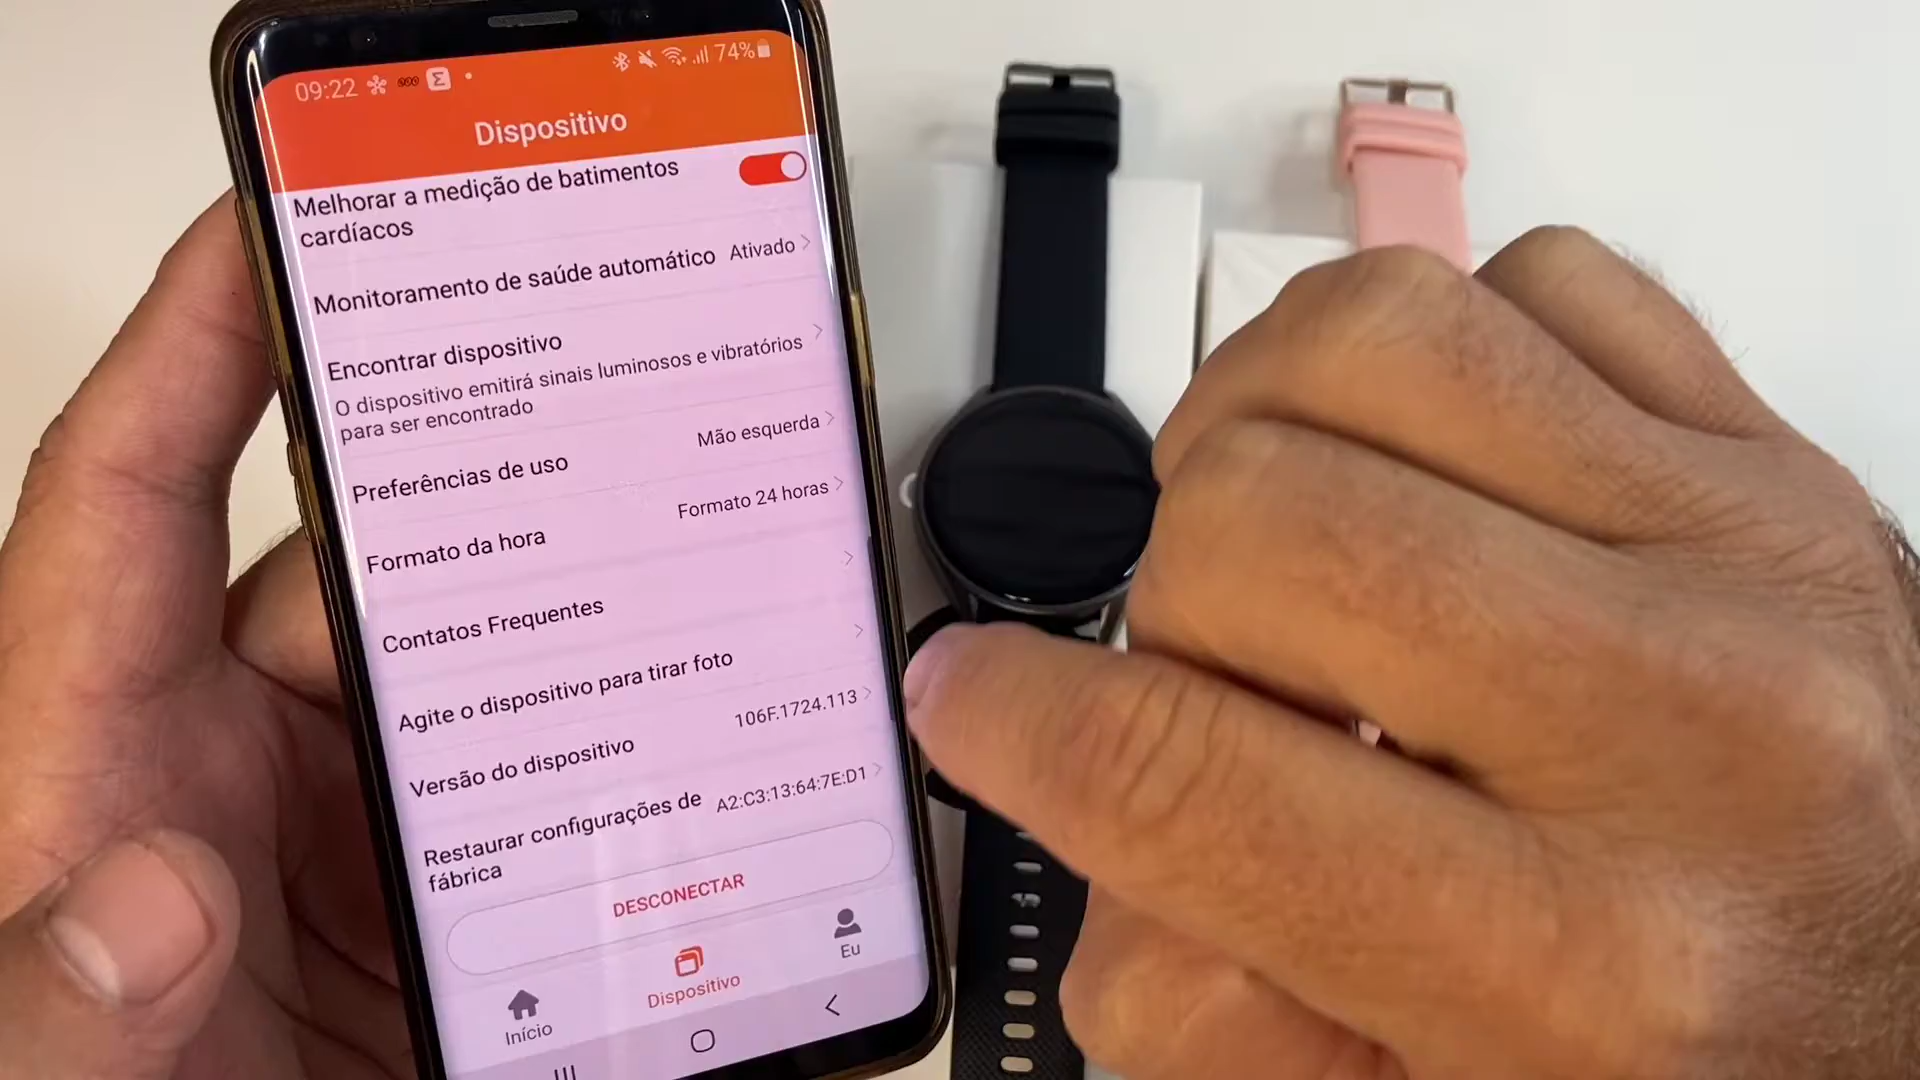 09:22
74%
Dispositivo
Melhorar a medição de batimentos
cardíacos
Monitoramento de saúde automático Ativado
Encontrar dispositivo
O dispositivo emitirá sinais luminosos e vibratórios
para ser encontrado
Preferências de uso Mão esquerda
Formato da hora Formato 24 horas
Contatos Frequentes
Agite o dispositivo para tirar foto
Versão do dispositivo 106F.1724.113
Restaurar configurações de A2:C3:13:64:7E:D1
fábrica
DESCONECTAR
Início
Dispositivo
Eu